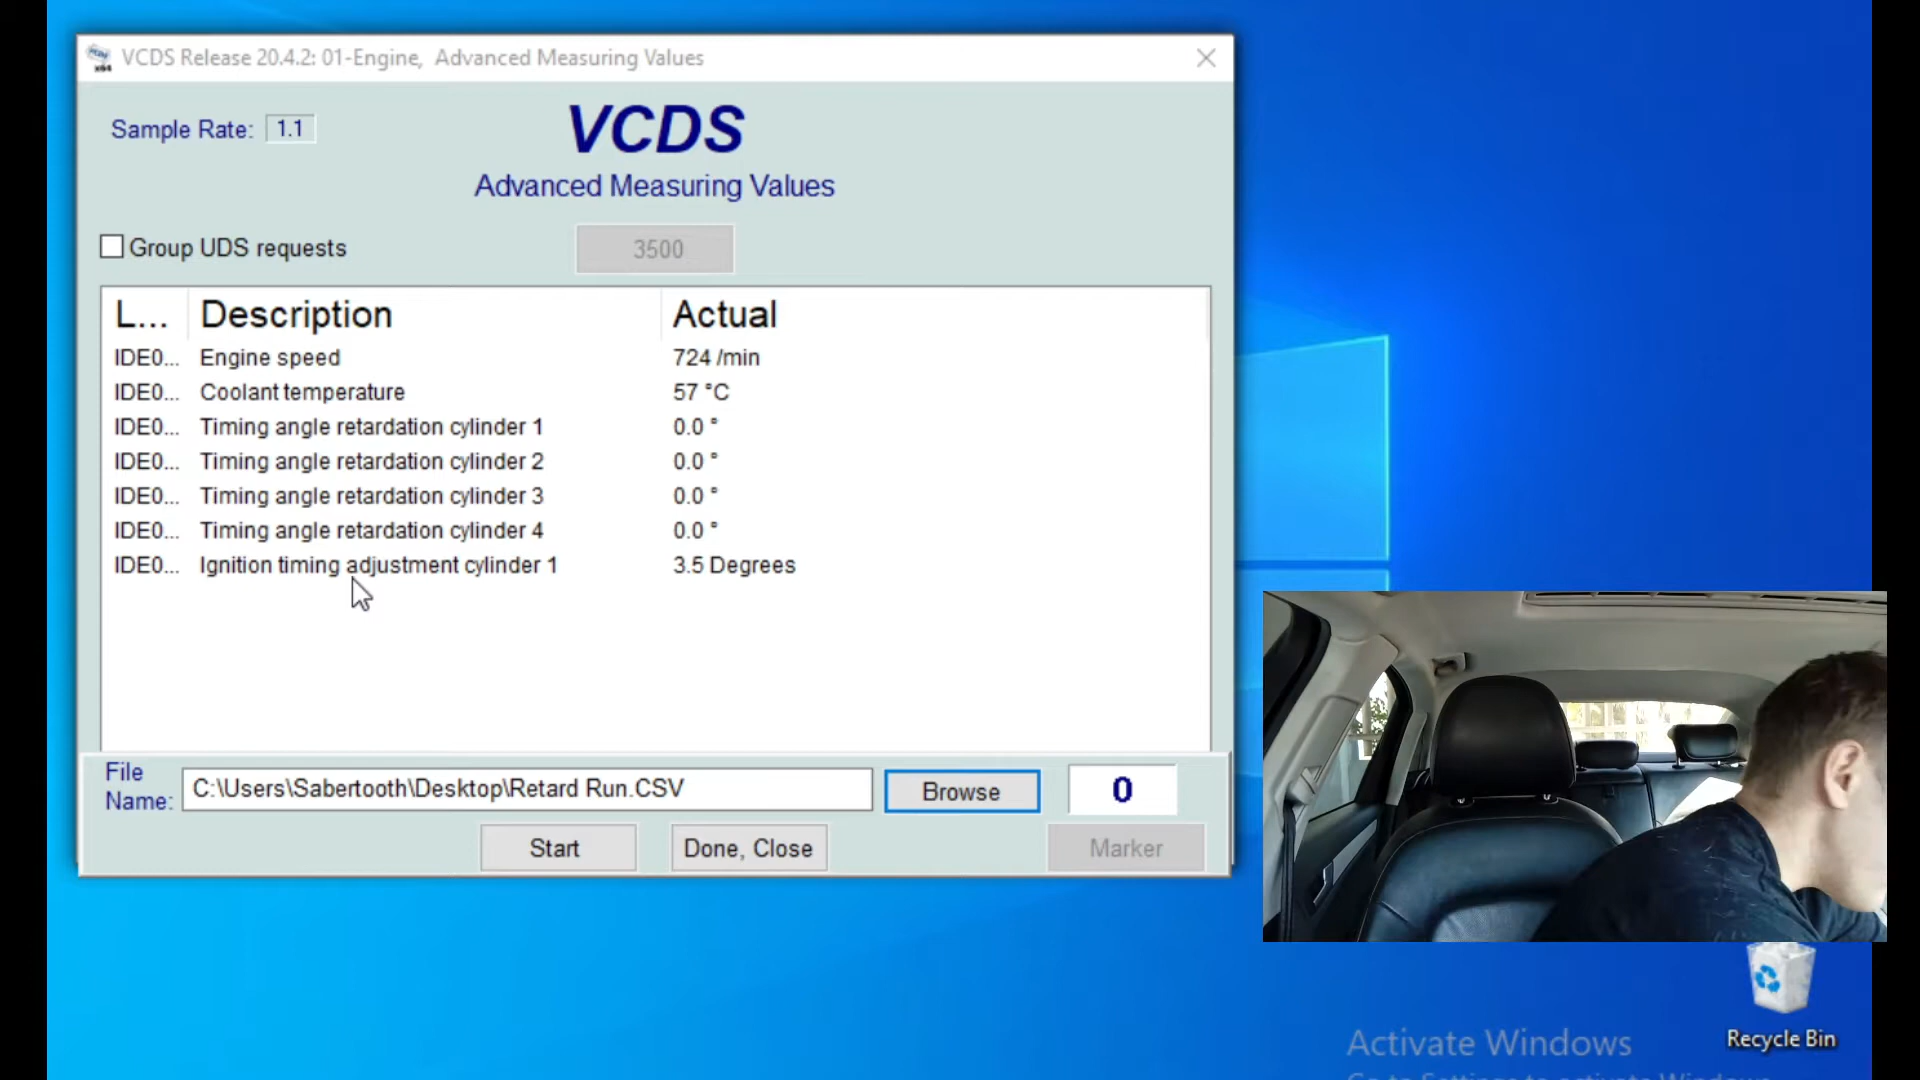 VCDS Release 20.4.2: 01-Engine, Advanced Measuring Values
Sample Rate: 1.1
VCDS
Advanced Measuring Values
Group UDS requests
3500
L... Description Actual
IDE0... Engine speed 724 /min
IDE0... Coolant temperature 57 °C
IDE0... Timing angle retardation cylinder 1 0.0 °
IDE0... Timing angle retardation cylinder 2 0.0 °
IDE0... Timing angle retardation cylinder 3 0.0 °
IDE0... Timing angle retardation cylinder 4 0.0 °
IDE0... Ignition timing adjustment cylinder 1 3.5 Degrees
File
Name: C:\Users\Sabertooth\Desktop\Retard Run.CSV Browse 0
Start Done, Close Marker
Recycle Bin
Activate Windows